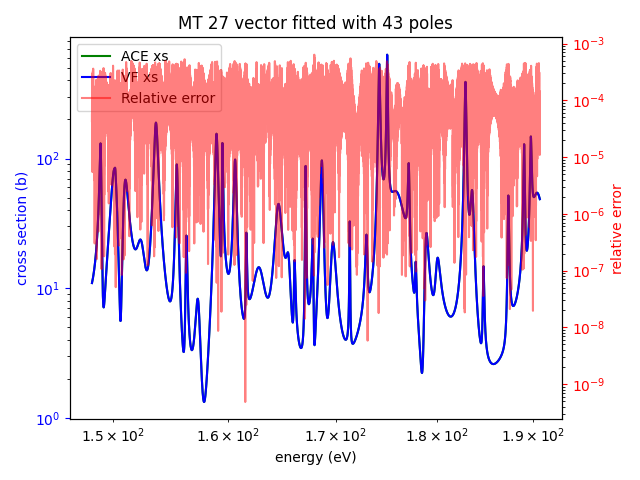 MT 27 vector fitted with 43 poles
ACE xs
VF xs
Relative error
cross section (b)
10²
10¹
10⁰
relative error
10⁻³
10⁻⁴
10⁻⁵
10⁻⁶
10⁻⁷
10⁻⁸
10⁻⁹
1.5 × 10² 1.6 × 10² 1.7 × 10² 1.8 × 10² 1.9 × 10²
energy (eV)